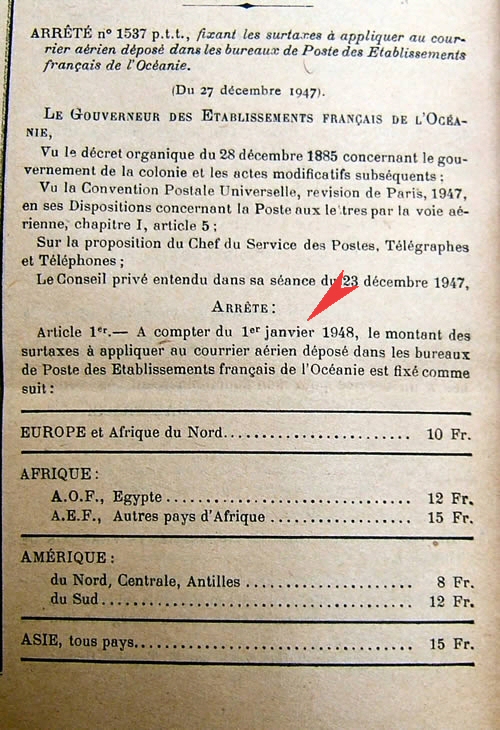 ARRÊTÉ n° 1537 p.t.t., fixant les surtaxes à appliquer au cour-
rier aérien déposé dans les bureaux de Poste des Etablissements
français de l'Océanie.
(Du 27 décembre 1947).
LE GOUVERNEUR DES ETABLISSEMENTS FRANÇAIS DE L'OCÉA-
NIE,
Vu le décret organique du 28 décembre 1885 concernant le gou-
vernement de la colonie et les actes modificatifs subséquents ;
Vu la Convention Postale Universelle, revision de Paris, 1947,
en ses Dispositions concernant la Poste aux lettres par la voie aé-
rienne, chapitre I, article 5 ;
Sur la proposition du Chef du Service des Postes, Télégraphes
et Téléphones ;
Le Conseil privé entendu dans sa séance du 23 décembre 1947,
ARRÊTE :
Article 1er.— A compter du 1er janvier 1948, le montant des
surtaxes à appliquer au courrier aérien déposé dans les bureaux
de Poste des Etablissements français de l'Océanie est fixé comme
suit :
EUROPE et Afrique du Nord........................ 10 Fr.
AFRIQUE :
A.O.F., Egypte .............................. 12 Fr.
A.E.F., Autres pays d'Afrique ................. 15 Fr.
AMÉRIQUE :
du Nord, Centrale, Antilles .................... 8 Fr.
du Sud...................................... 12 Fr.
ASIE, tous pays................................... 15 Fr.